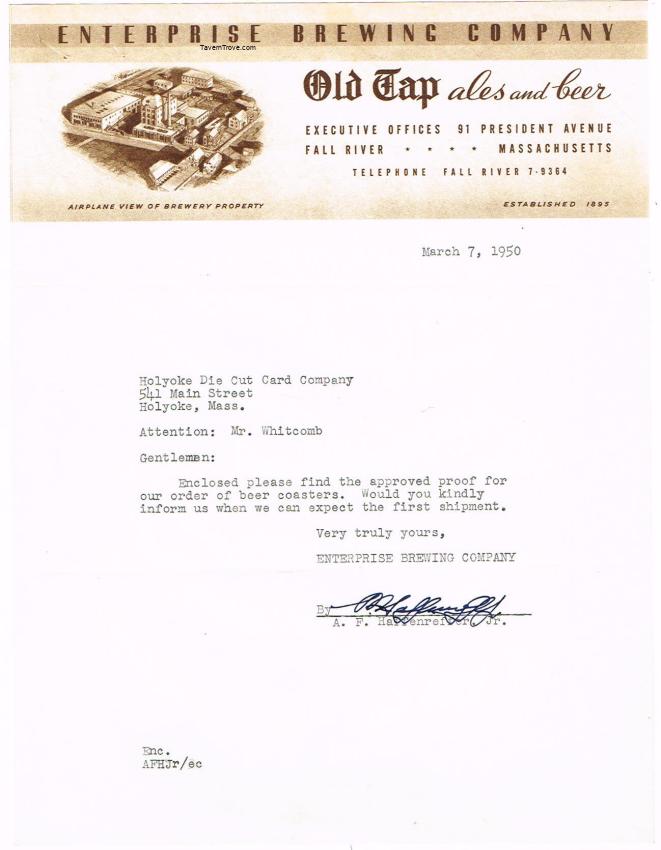 ENTERPRISE BREWING COMPANY
TavernTrove.com
Old Tap ales and beer
EXECUTIVE OFFICES 91 PRESIDENT AVENUE
FALL RIVER * * * * MASSACHUSETTS
TELEPHONE FALL RIVER 7-9364
AIRPLANE VIEW OF BREWERY PROPERTY
ESTABLISHED 1895
March 7, 1950
Holyoke Die Cut Card Company
541 Main Street
Holyoke, Mass.
Attention: Mr. Whitcomb
Gentlemen:
Enclosed please find the approved proof for
our order of beer coasters. Would you kindly
inform us when we can expect the first shipment.
Very truly yours,
ENTERPRISE BREWING COMPANY
By
A. F. Haffenreffer, Jr.
Enc.
AFHJr/ec